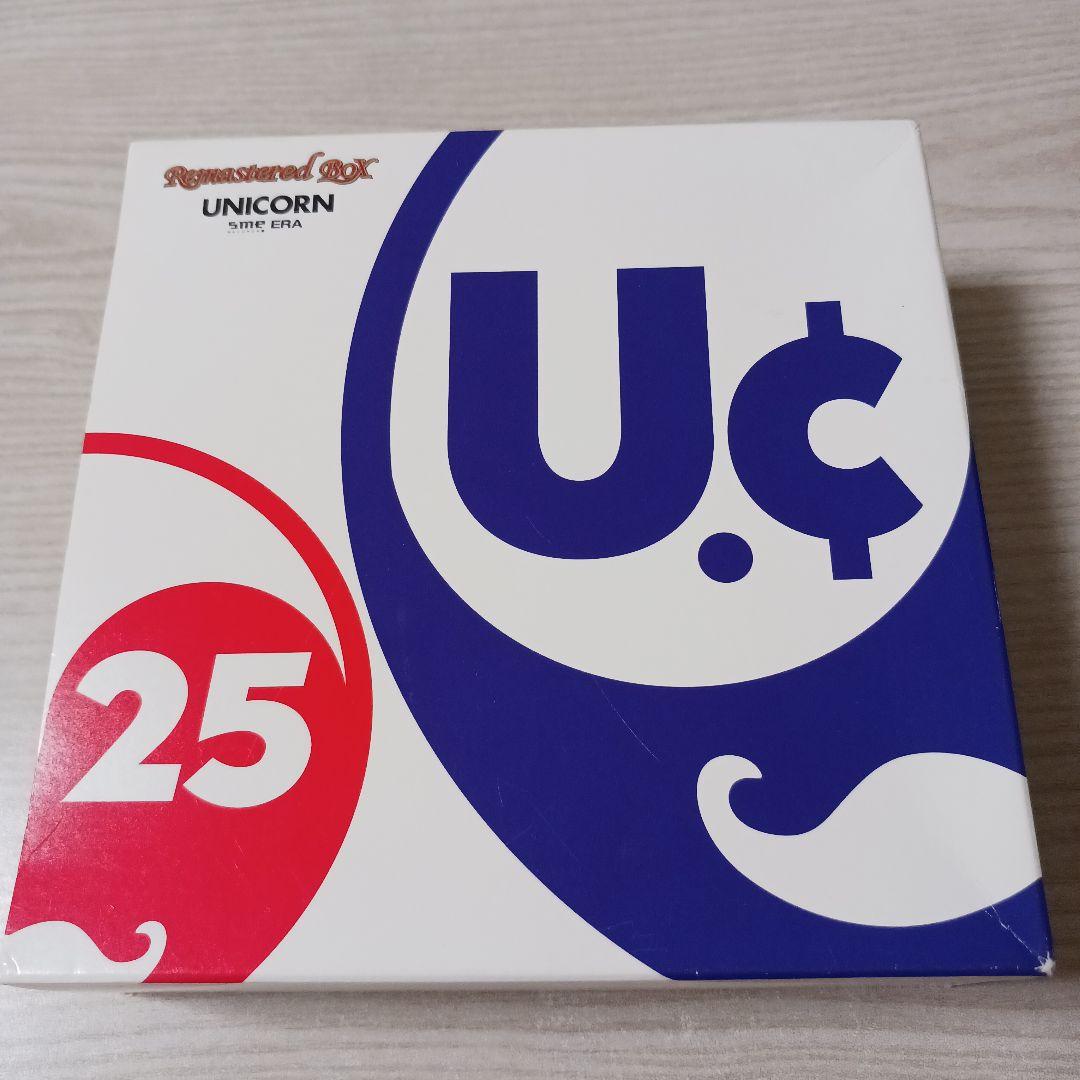 Remastered BOX
UNICORN
sme ERA
U.¢
25